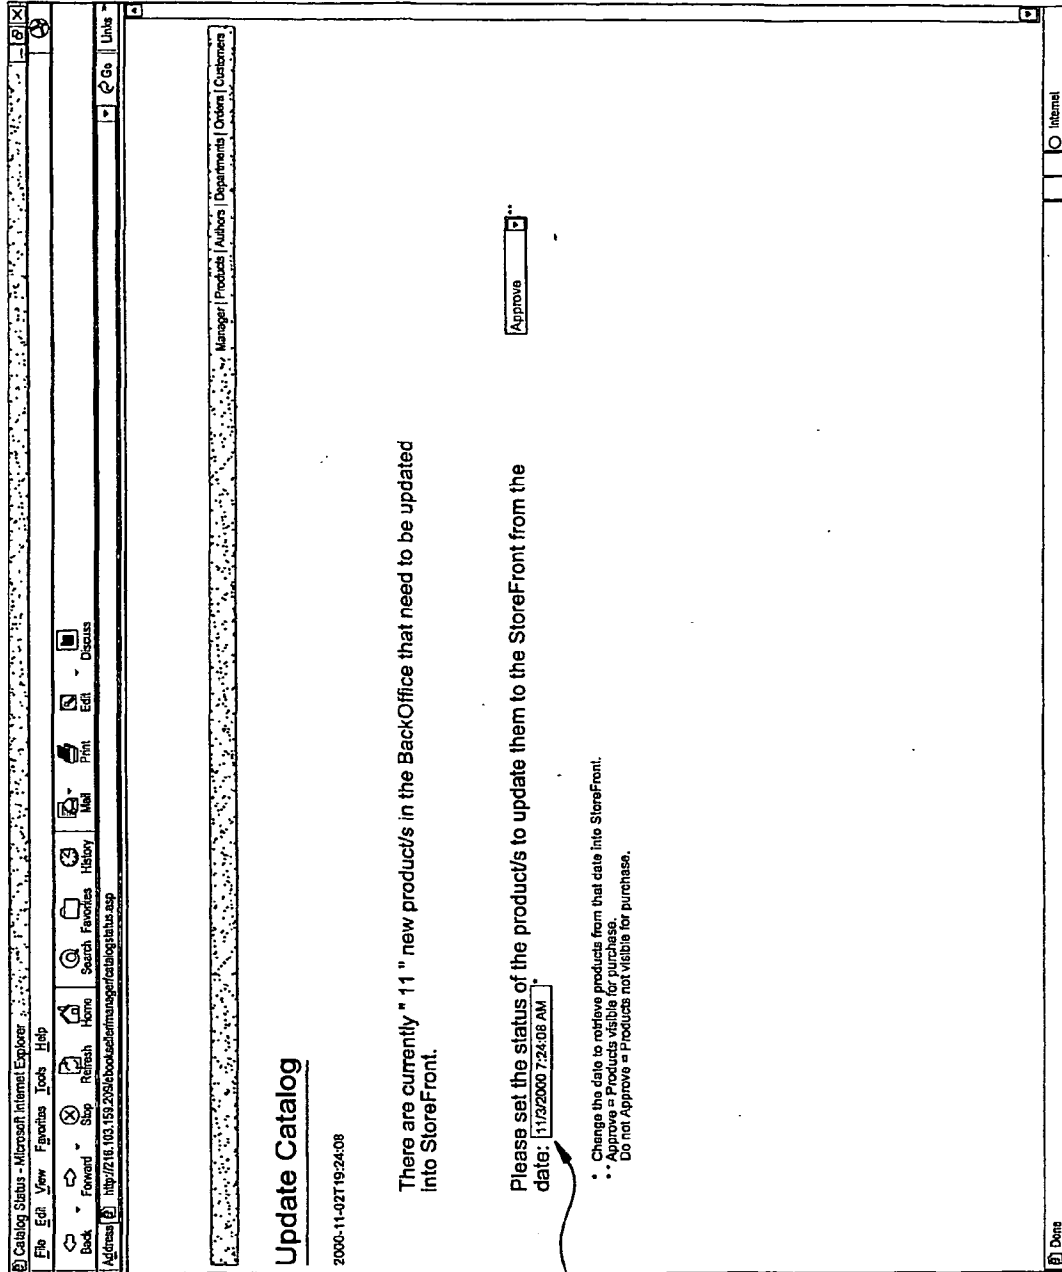 Catalog Status - Microsoft Internet Explorer
File Edit View Favorites Tools Help
Back Forward Stop Refresh Home Search Favorites History Mail Print Edit Discuss
Address http://216.103.159.209/ebookseller/manager/catalogstatus.asp Go Links
Manager | Products | Authors | Departments | Orders | Customers
Update Catalog
2000-11-02T19:24:08
There are currently " 11 " new product/s in the BackOffice that need to be updated
into StoreFront.
Please set the status of the product/s to update them to the StoreFront from the
date: 11/3/2000 7:24:08 AM * Approve **
* Change the date to retrieve products from that date into StoreFront.
** Approve = Products visible for purchase.
Do not Approve = Products not visible for purchase.
Done Internet